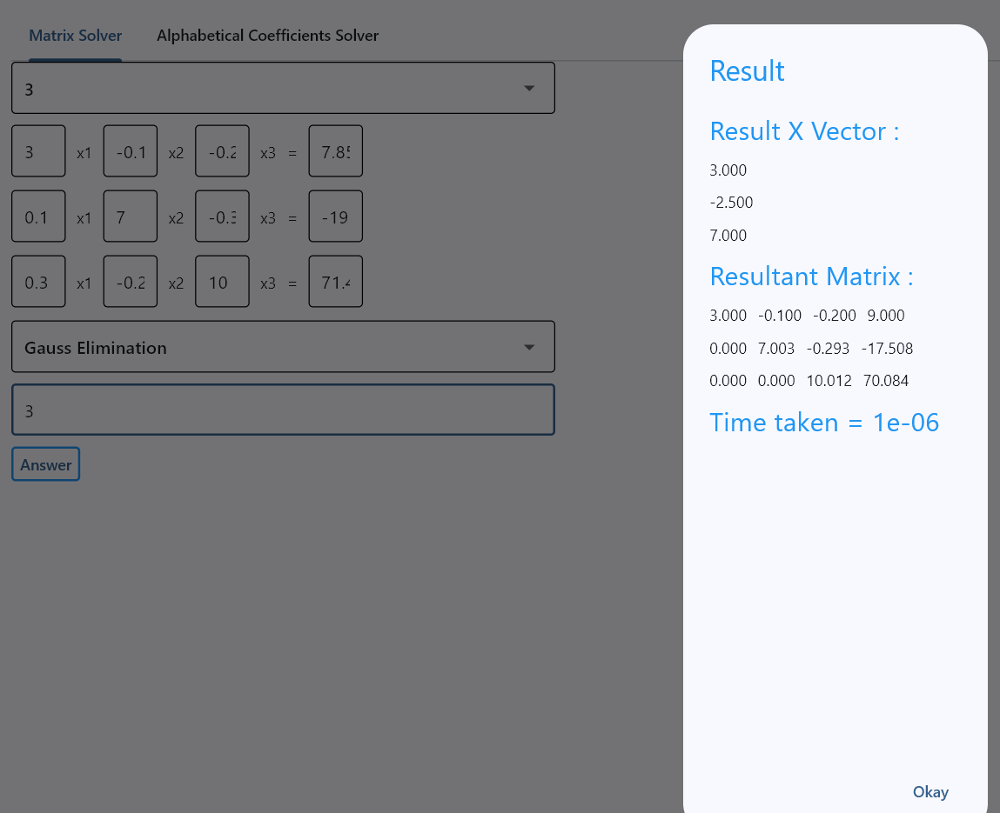 Matrix Solver Alphabetical Coefficients Solver
3
3 x1 -0.1 x2 -0.2 x3 = 7.85
0.1 x1 7 x2 -0.3 x3 = -19
0.3 x1 -0.2 x2 10 x3 = 71.4
Gauss Elimination
3
Answer
Result
Result X Vector :
3.000
-2.500
7.000
Resultant Matrix :
3.000 -0.100 -0.200 9.000
0.000 7.003 -0.293 -17.508
0.000 0.000 10.012 70.084
Time taken = 1e-06
Okay